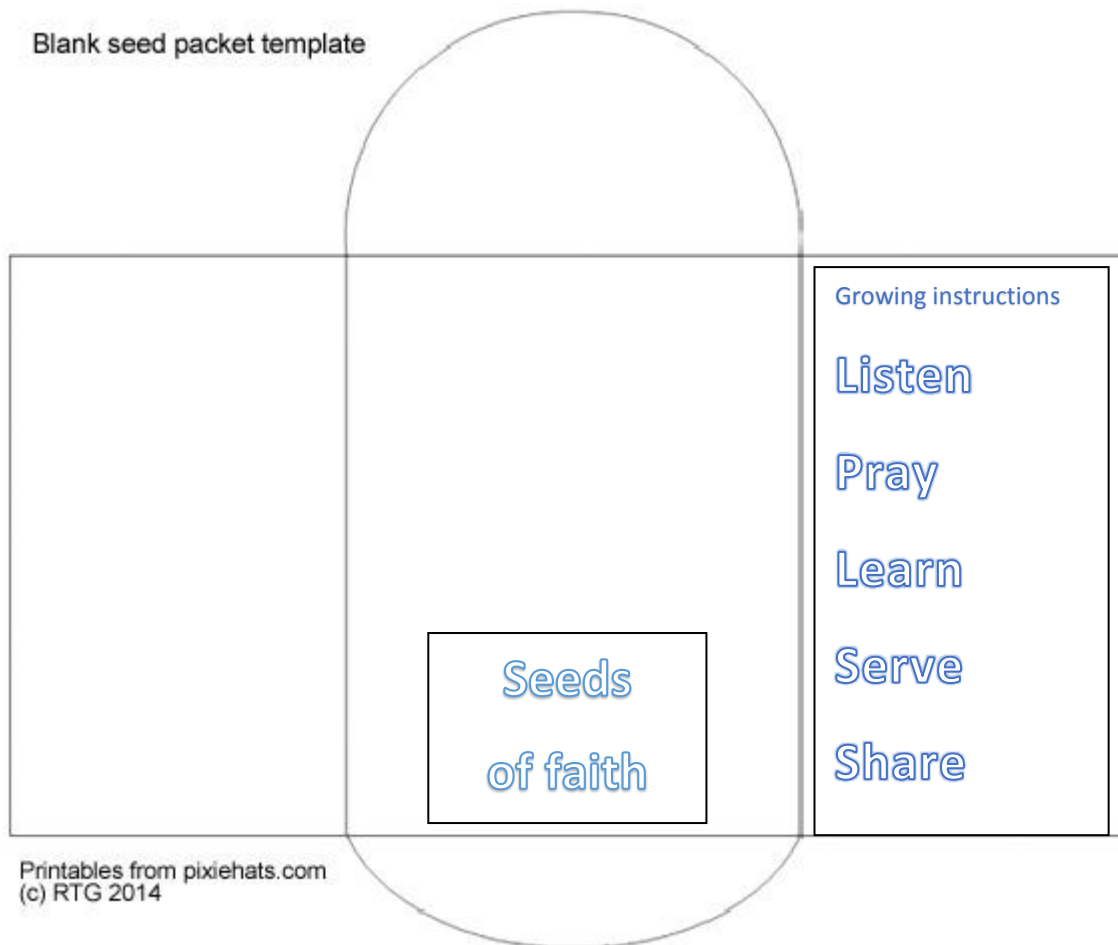 Blank seed packet template
Growing instructions
Listen
Pray
Learn
Serve
Share
Seeds
of faith
Printables from pixiehats.com
(c) RTG 2014